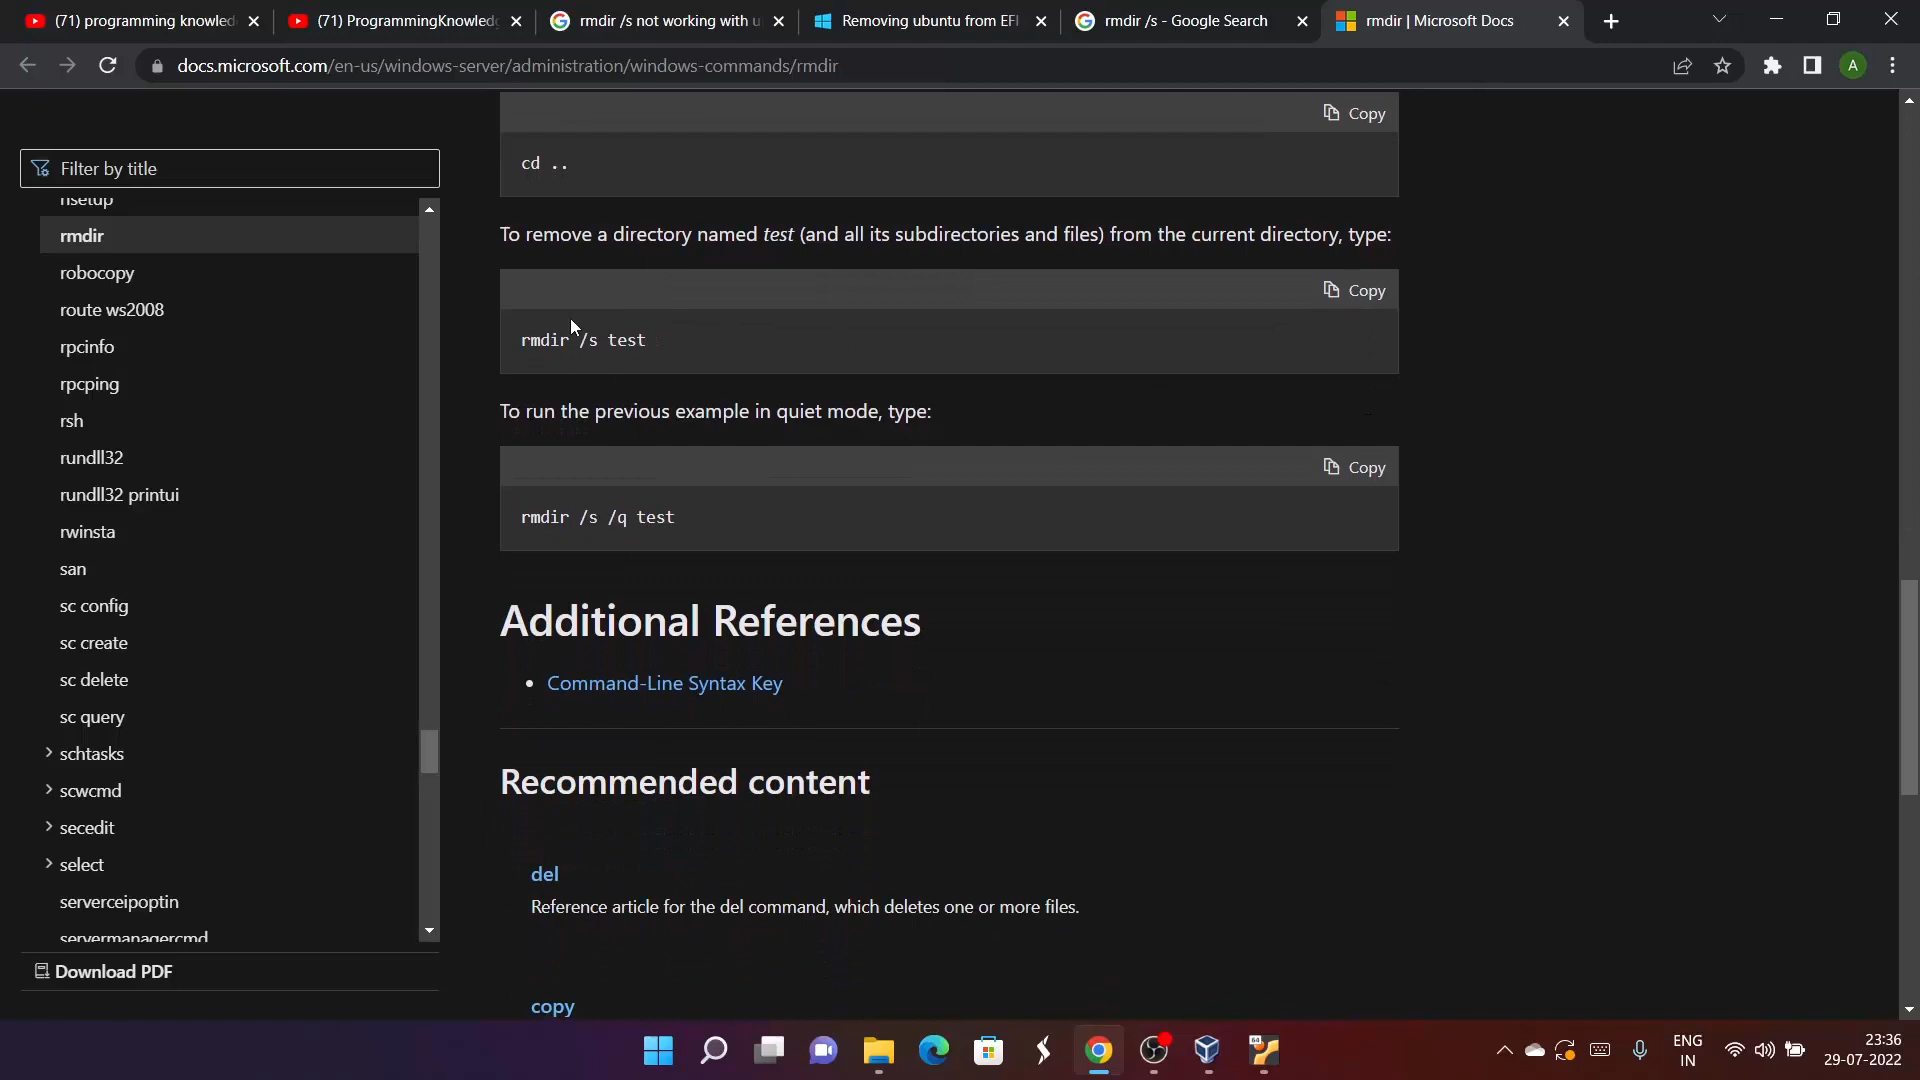 (71) programming knowled
(71) ProgrammingKnowledg
rmdir /s not working with u
Removing ubuntu from EFI
rmdir /s - Google Search
rmdir | Microsoft Docs
docs.microsoft.com/en-us/windows-server/administration/windows-commands/rmdir
A
Filter by title
risetup
rmdir
robocopy
route ws2008
rpcinfo
rpcping
rsh
rundll32
rundll32 printui
rwinsta
san
sc config
sc create
sc delete
sc query
schtasks
scwcmd
secedit
select
serverceipoptin
servermanagercmd
Download PDF
Copy
cd ..
To remove a directory named test (and all its subdirectories and files) from the current directory, type:
Copy
rmdir /s test
To run the previous example in quiet mode, type:
Copy
rmdir /s /q test
Additional References
Command-Line Syntax Key
Recommended content
del
Reference article for the del command, which deletes one or more files.
copy
64
ENG
IN
23:36
29-07-2022